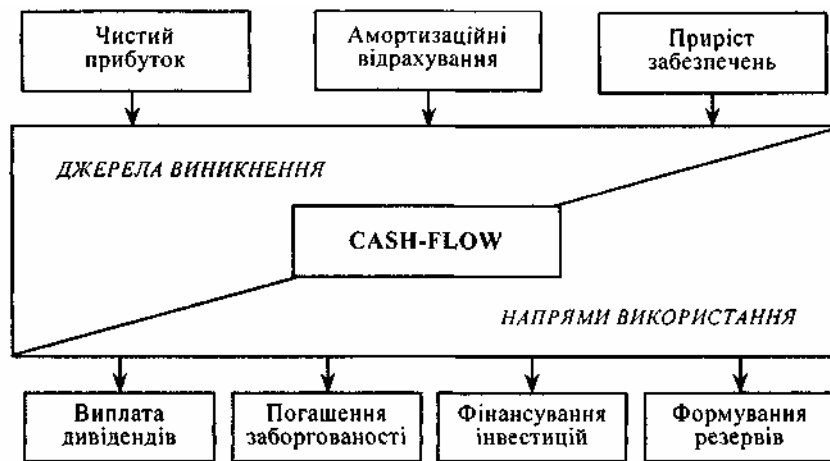 Чистий
прибуток
Амортизаційні
відрахування
Приріст
забезпечень
ДЖЕРЕЛА ВИНИКНЕННЯ
CASH-FLOW
НАПРЯМИ ВИКОРИСТАННЯ
Виплата
дивідендів
Погашення
заборгованості
Фінансування
інвестицій
Формування
резервів